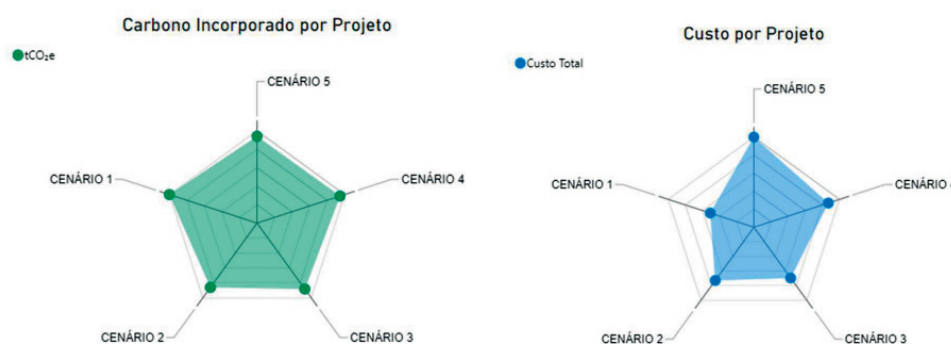 Carbono Incorporado por Projeto
tCO₂e
CENÁRIO 5
CENÁRIO 1
CENÁRIO 4
CENÁRIO 2
CENÁRIO 3
Custo por Projeto
Custo Total
CENÁRIO 5
CENÁRIO 1
CENÁRIO
CENÁRIO 2
CENÁRIO 3